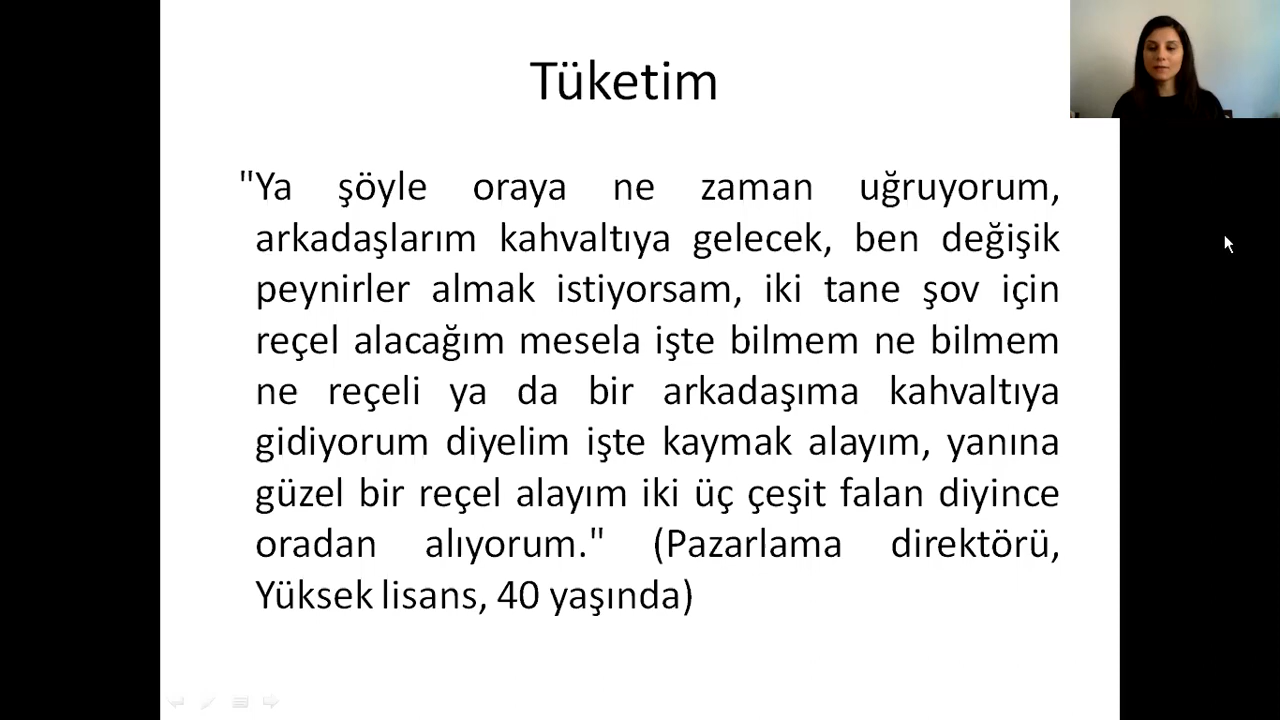 Tüketim
"Ya şöyle oraya ne zaman uğruyorum,
arkadaşlarım kahvaltıya gelecek, ben değişik
peynirler almak istiyorsam, iki tane şov için
reçel alacağım mesela işte bilmem ne bilmem
ne reçeli ya da bir arkadaşıma kahvaltıya
gidiyorum diyelim işte kaymak alayım, yanına
güzel bir reçel alayım iki üç çeşit falan diyince
oradan alıyorum." (Pazarlama direktörü,
Yüksek lisans, 40 yaşında)